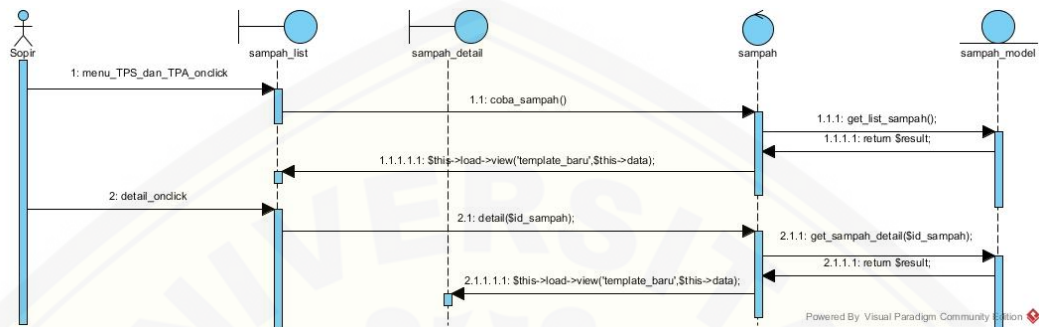 Sopir
sampah_list
sampah_detail
sampah
sampah_model
1: menu_TPS_dan_TPA_onclick
1.1: coba_sampah()
1.1.1: get_list_sampah();
1.1.1.1: return $result;
1.1.1.1.1: $this->load->view('template_baru',$this->data);
2: detail_onclick
2.1: detail($id_sampah);
2.1.1: get_sampah_detail($id_sampah);
2.1.1.1: return $result;
2.1.1.1.1: $this->load->view('template_baru',$this->data);
UNIVERSIT
Powered By Visual Paradigm Community Edition